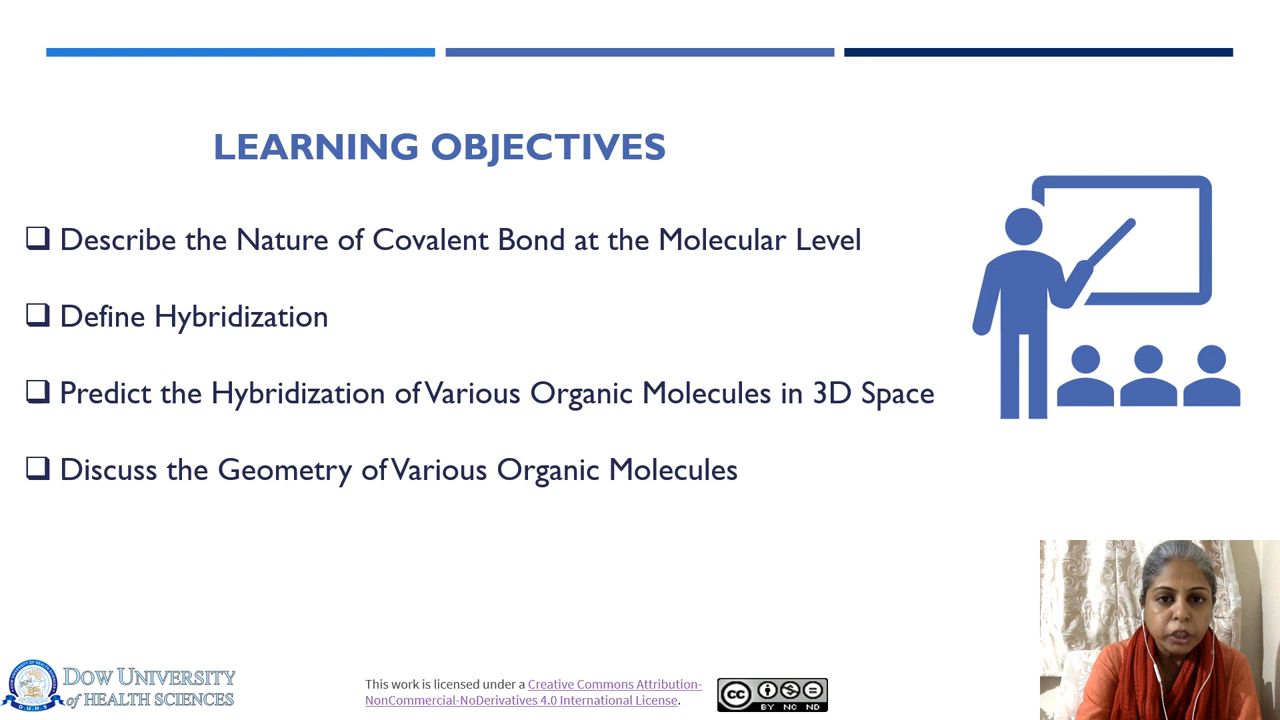 LEARNING OBJECTIVES
Describe the Nature of Covalent Bond at the Molecular Level
Define Hybridization
Predict the Hybridization of Various Organic Molecules in 3D Space
Discuss the Geometry of Various Organic Molecules
DOW UNIVERSITY
of HEALTH SCIENCES
This work is licensed under a Creative Commons Attribution-
NonCommercial-NoDerivatives 4.0 International License.
cc
BY NC ND